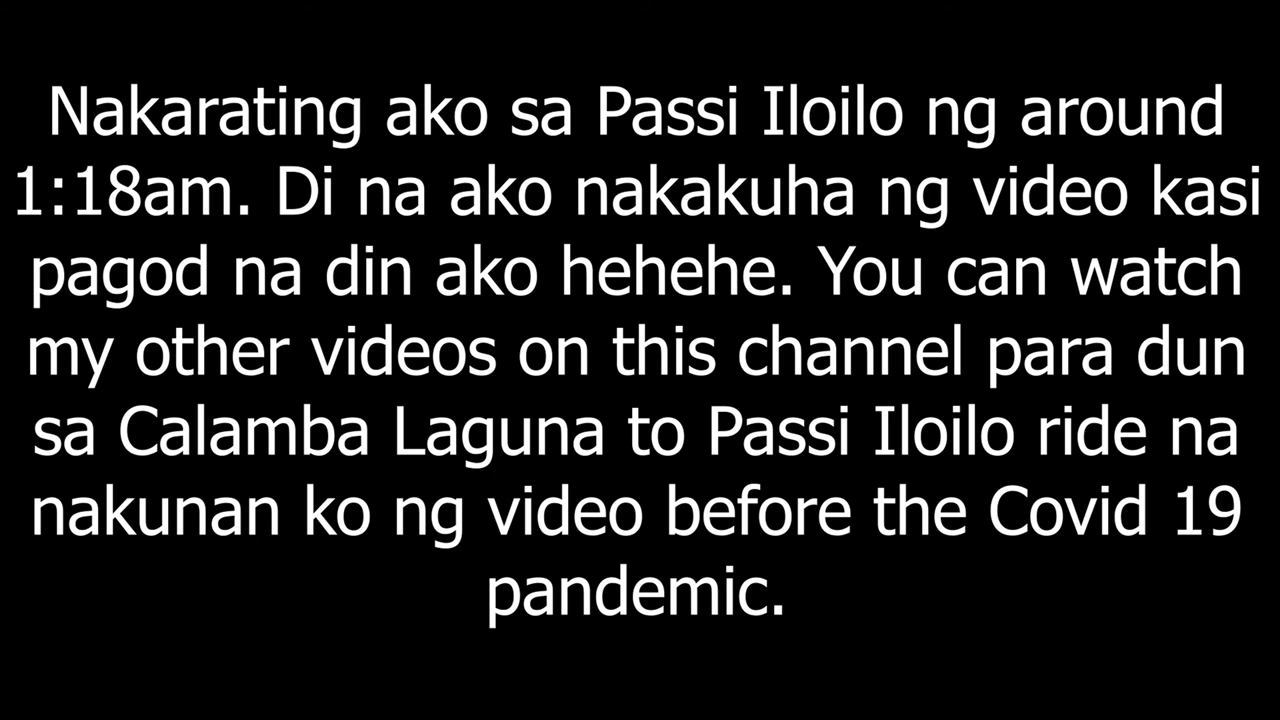 Nakarating ako sa Passi Iloilo ng around
1:18am. Di na ako nakakuha ng video kasi
pagod na din ako hehehe. You can watch
my other videos on this channel para dun
sa Calamba Laguna to Passi Iloilo ride na
nakunan ko ng video before the Covid 19
pandemic.